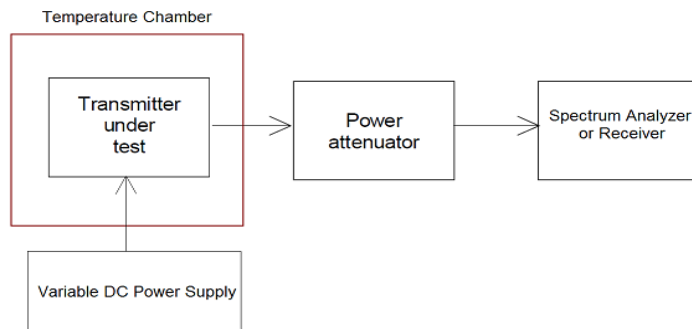 Temperature Chamber
Transmitter
under
test
Power
attenuator
Spectrum Analyzer
or Receiver
Variable DC Power Supply